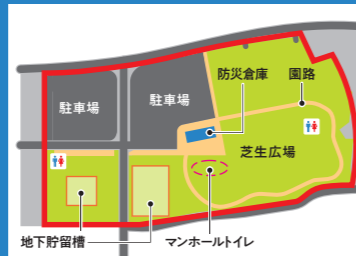 防災倉庫
園路
駐車場
駐車場
芝生広場
地下貯留槽
マンホールトイレ